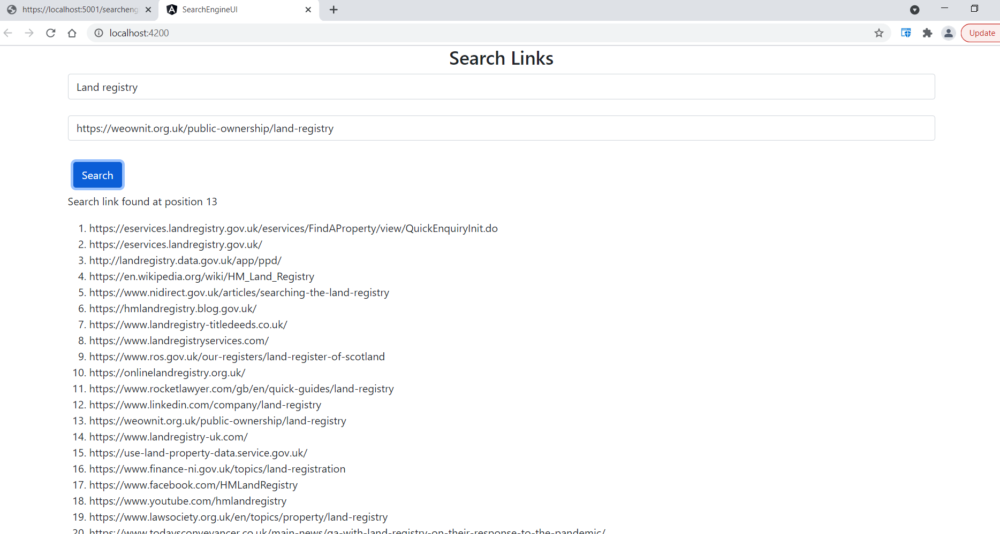 https://localhost:5001/searcheng
SearchEngineUI
localhost:4200
Update
Search Links
Land registry
https://weownit.org.uk/public-ownership/land-registry
Search
Search link found at position 13
1. https://eservices.landregistry.gov.uk/eservices/FindAProperty/view/QuickEnquiryInit.do
2. https://eservices.landregistry.gov.uk/
3. http://landregistry.data.gov.uk/app/ppd/
4. https://en.wikipedia.org/wiki/HM_Land_Registry
5. https://www.nidirect.gov.uk/articles/searching-the-land-registry
6. https://hmlandregistry.blog.gov.uk/
7. https://www.landregistry-titledeeds.co.uk/
8. https://www.landregistryservices.com/
9. https://www.ros.gov.uk/our-registers/land-register-of-scotland
10. https://onlinelandregistry.org.uk/
11. https://www.rocketlawyer.com/gb/en/quick-guides/land-registry
12. https://www.linkedin.com/company/land-registry
13. https://weownit.org.uk/public-ownership/land-registry
14. https://www.landregistry-uk.com/
15. https://use-land-property-data.service.gov.uk/
16. https://www.finance-ni.gov.uk/topics/land-registration
17. https://www.facebook.com/HMLandRegistry
18. https://www.youtube.com/hmlandregistry
19. https://www.lawsociety.org.uk/en/topics/property/land-registry
20. https://www.todaysconveyancer.co.uk/main-news/qa-with-land-registry-on-their-response-to-the-pandemic/